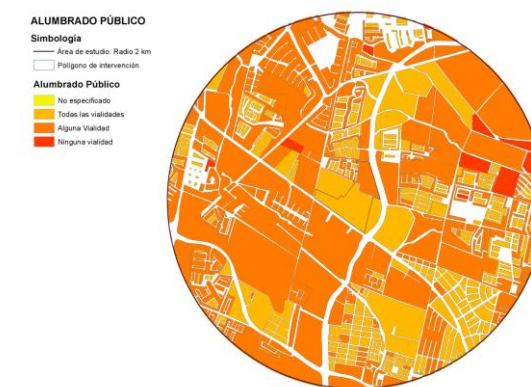 ALUMBRADO PÚBLICO
Simbología
Área de estudio: Radio 2 km
Polígono de intervención
Alumbrado Público
No especificado
Todas las vialidades
Alguna Vialidad
Ninguna vialidad